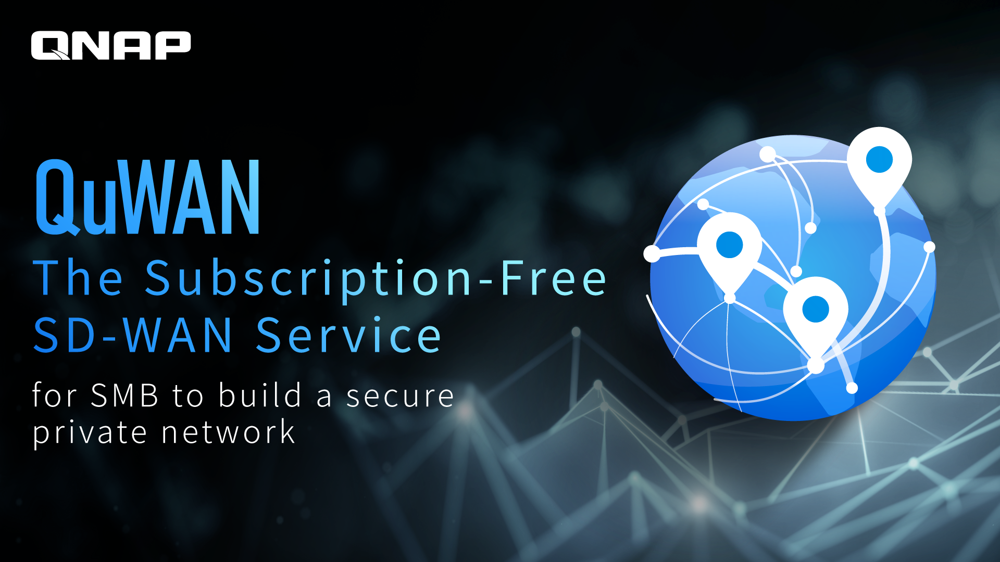 QNAP
QuWAN
The Subscription-Free
SD-WAN Service
for SMB to build a secure
private network